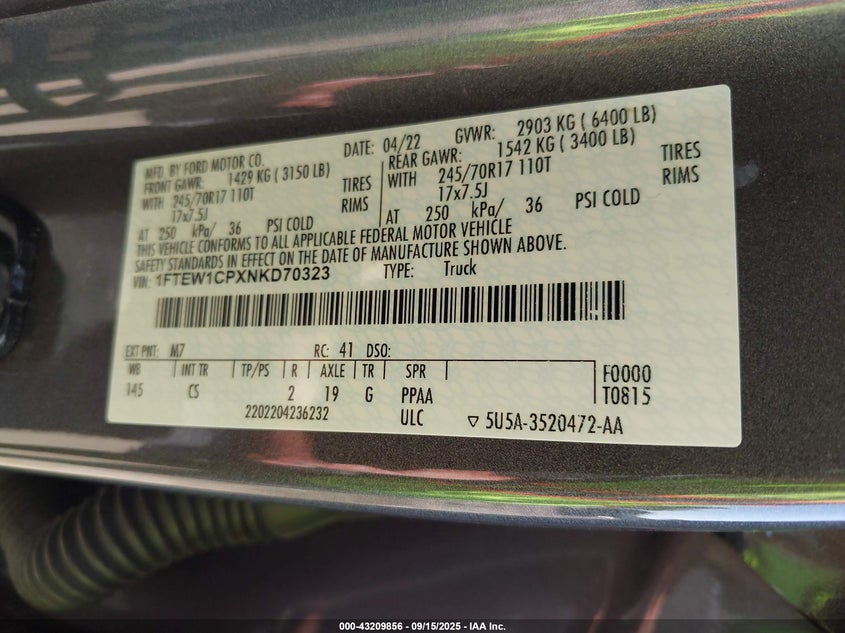 MFD. BY FORD MOTOR CO.
DATE: 04/22 GVWR: 2903 KG ( 6400 LB)
FRONT GAWR: 1429 KG ( 3150 LB)
WITH 245/70R17 110T TIRES
17x7.5J RIMS
AT 250 kPa/ 36 PSI COLD
REAR GAWR: 1542 KG ( 3400 LB)
WITH 245/70R17 110T TIRES
17x7.5J RIMS
AT 250 kPa/ 36 PSI COLD
THIS VEHICLE CONFORMS TO ALL APPLICABLE FEDERAL MOTOR VEHICLE
SAFETY STANDARDS IN EFFECT ON THE DATE OF MANUFACTURE SHOWN ABOVE.
VIN: 1FTEW1CPXNKD70323 TYPE: Truck
EXT PNT: M7 RC: 41 DSO:
WB INT TR TP/PS R AXLE TR SPR
145 CS 2 19 G PPAA
F0000
T0815
2202204236232 ULC ▽ 5U5A-3520472-AA
000-43209856 - 09/15/2025 - IAA Inc.